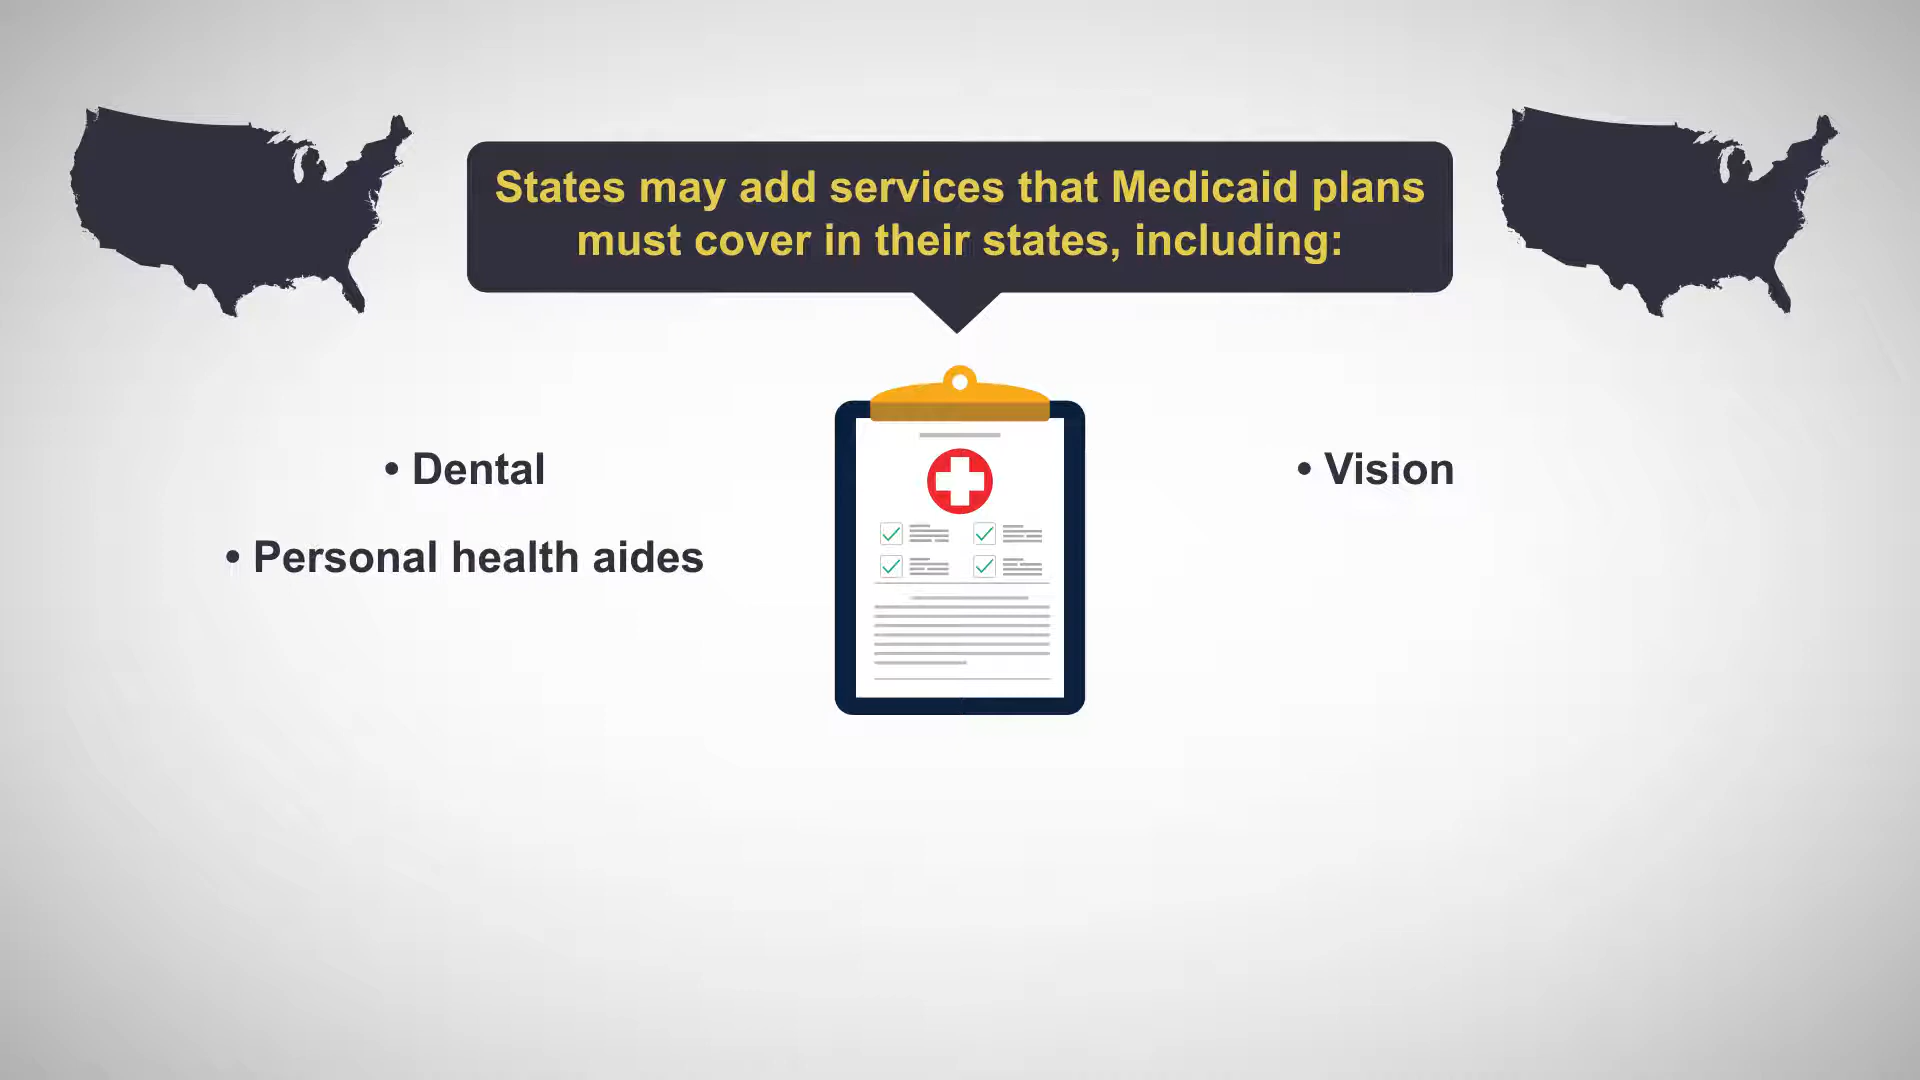 States may add services that Medicaid plans
must cover in their states, including:
• Dental
• Vision
• Personal health aides